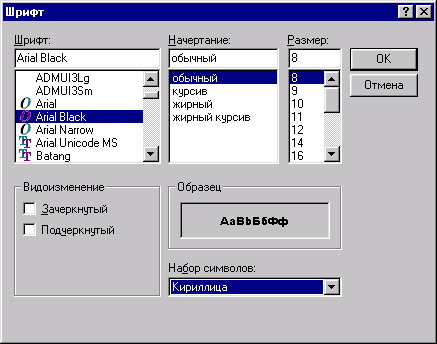 Шрифт
Шрифт:
Начертание:
Размер:
Arial Black
обычный
8
OK
ADMUI3Lg
ADMUI3Sm
Arial
Arial Black
Arial Narrow
Arial Unicode MS
Batang
обычный
курсив
жирный
жирный курсив
8
9
10
11
12
14
16
Отмена
Видоизменение
Зачеркнутый
Подчеркнутый
Образец
АаBbБбФф
Набор символов:
Кириллица